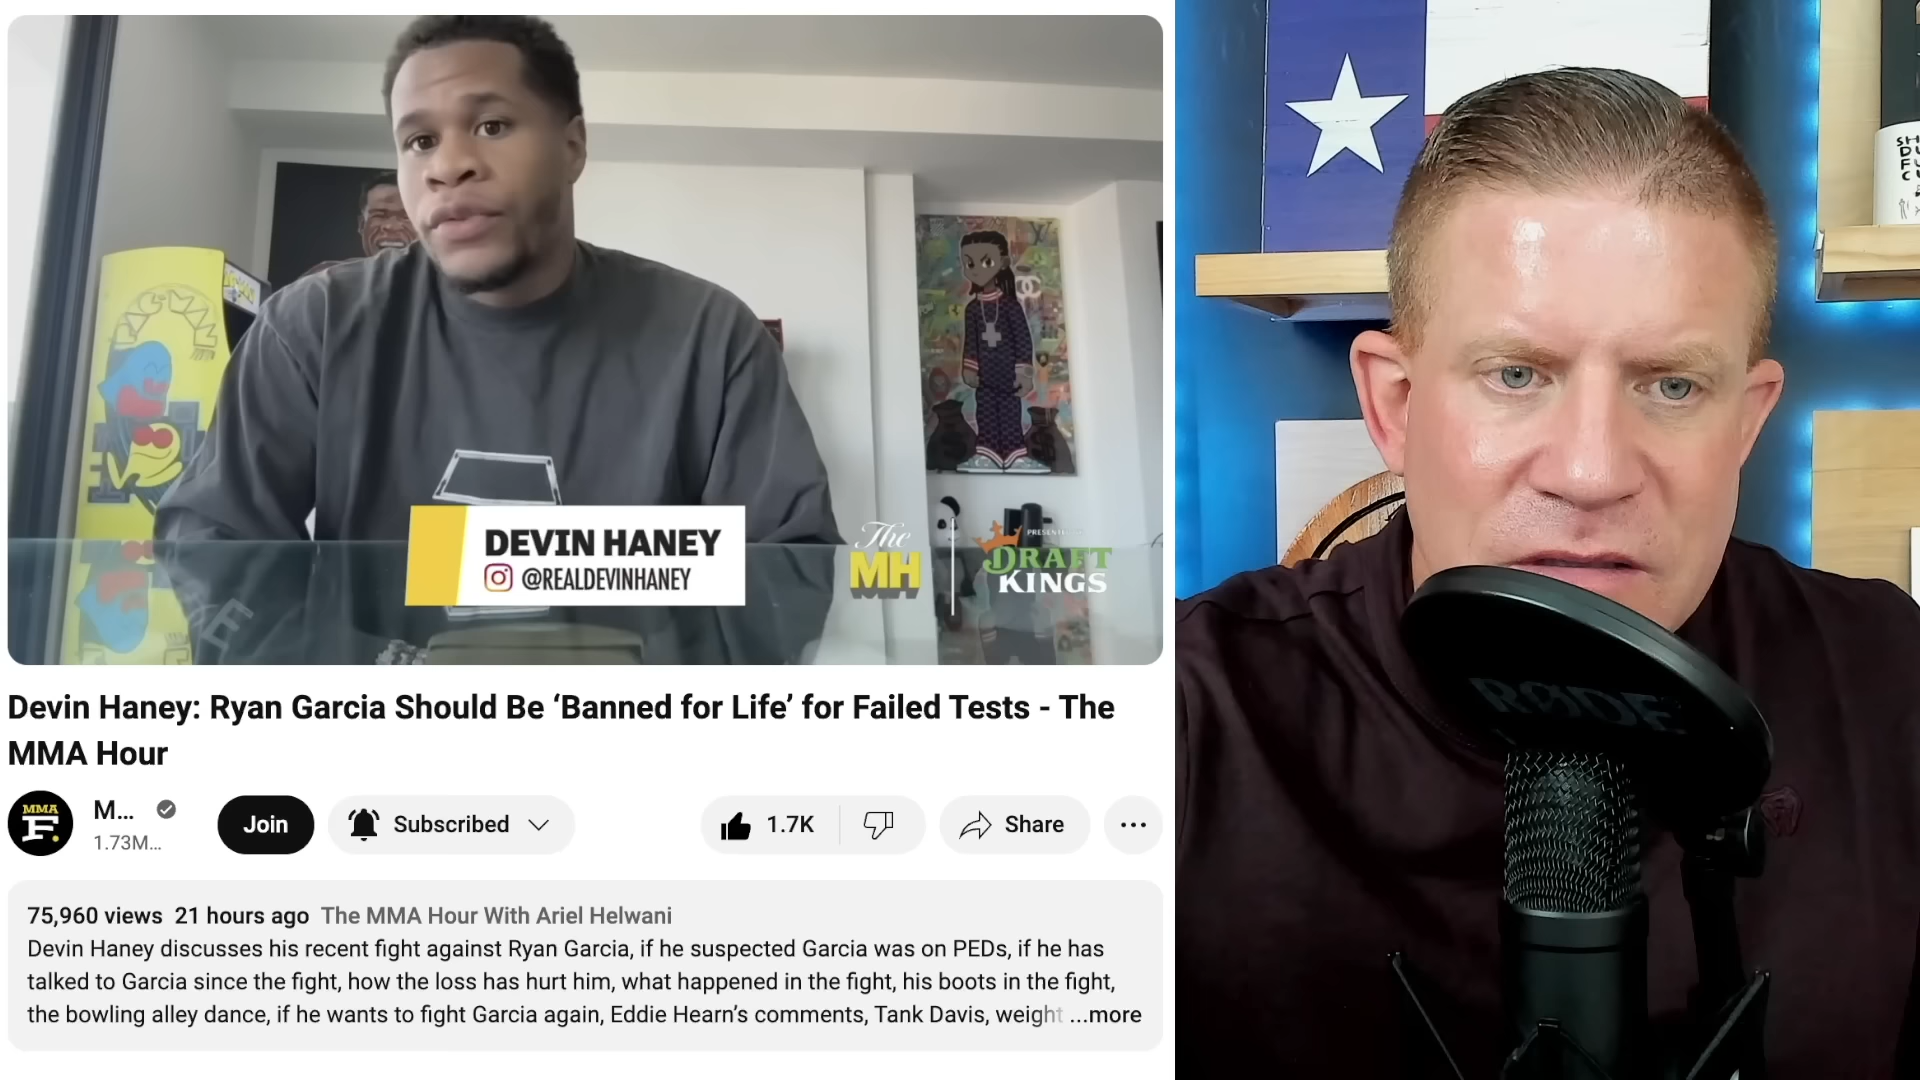 PAC-MAN
DEVIN HANEY
@REALDEVINHANEY
The
MH
DRAFT
KINGS
Devin Haney: Ryan Garcia Should Be ‘Banned for Life’ for Failed Tests - The
MMA Hour
MMA
F.
M...
1.73M...
Join
Subscribed
1.7K
Share
75,960 views 21 hours ago The MMA Hour With Ariel Helwani
Devin Haney discusses his recent fight against Ryan Garcia, if he suspected Garcia was on PEDs, if he has
talked to Garcia since the fight, how the loss has hurt him, what happened in the fight, his boots in the fight,
the bowling alley dance, if he wants to fight Garcia again, Eddie Hearn’s comments, Tank Davis, weight ...more
RØDE